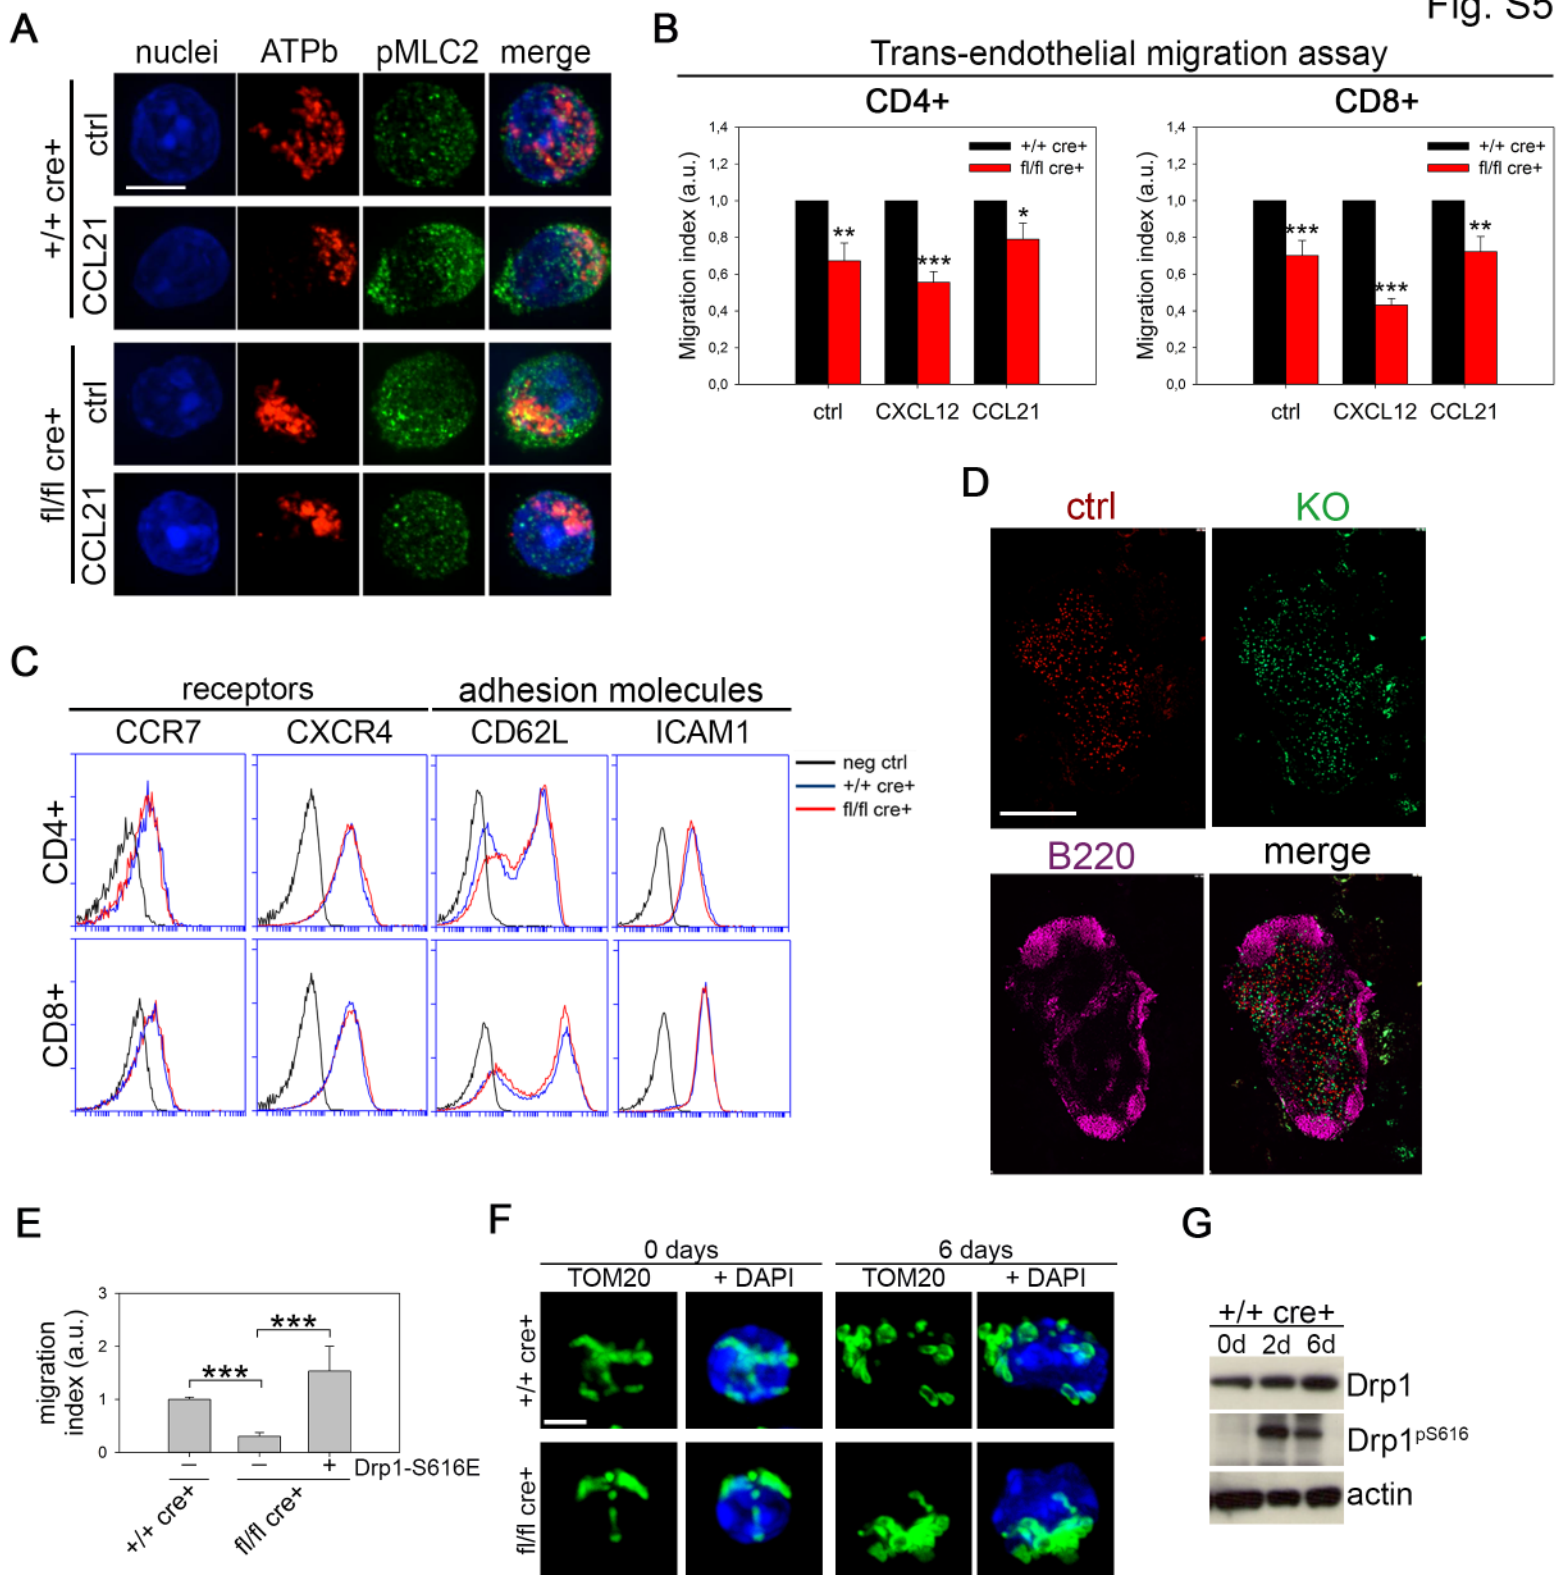 Fig. S5
A
nuclei ATPb pMLC2 merge
+/+ cre+
ctrl
CCL21
fl/fl cre+
ctrl
CCL21
B
Trans-endothelial migration assay
CD4+
Migration index (a.u.)
1,4
1,2
1,0
0,8
0,6
0,4
0,2
0,0
+/+ cre+
fl/fl cre+
** *** *
ctrl CXCL12 CCL21
CD8+
Migration index (a.u.)
1,4
1,2
1,0
0,8
0,6
0,4
0,2
0,0
+/+ cre+
fl/fl cre+
*** *** **
ctrl CXCL12 CCL21
C
receptors adhesion molecules
CCR7 CXCR4 CD62L ICAM1
neg ctrl
+/+ cre+
fl/fl cre+
CD4+
CD8+
D
ctrl KO
B220 merge
E
migration
index (a.u.)
3
2
1
0
***
***
– – + Drp1-S616E
+/+ cre+
fl/fl cre+
F
0 days 6 days
TOM20 + DAPI TOM20 + DAPI
+/+ cre+
fl/fl cre+
G
+/+ cre+
0d 2d 6d
Drp1
Drp1pS616
actin